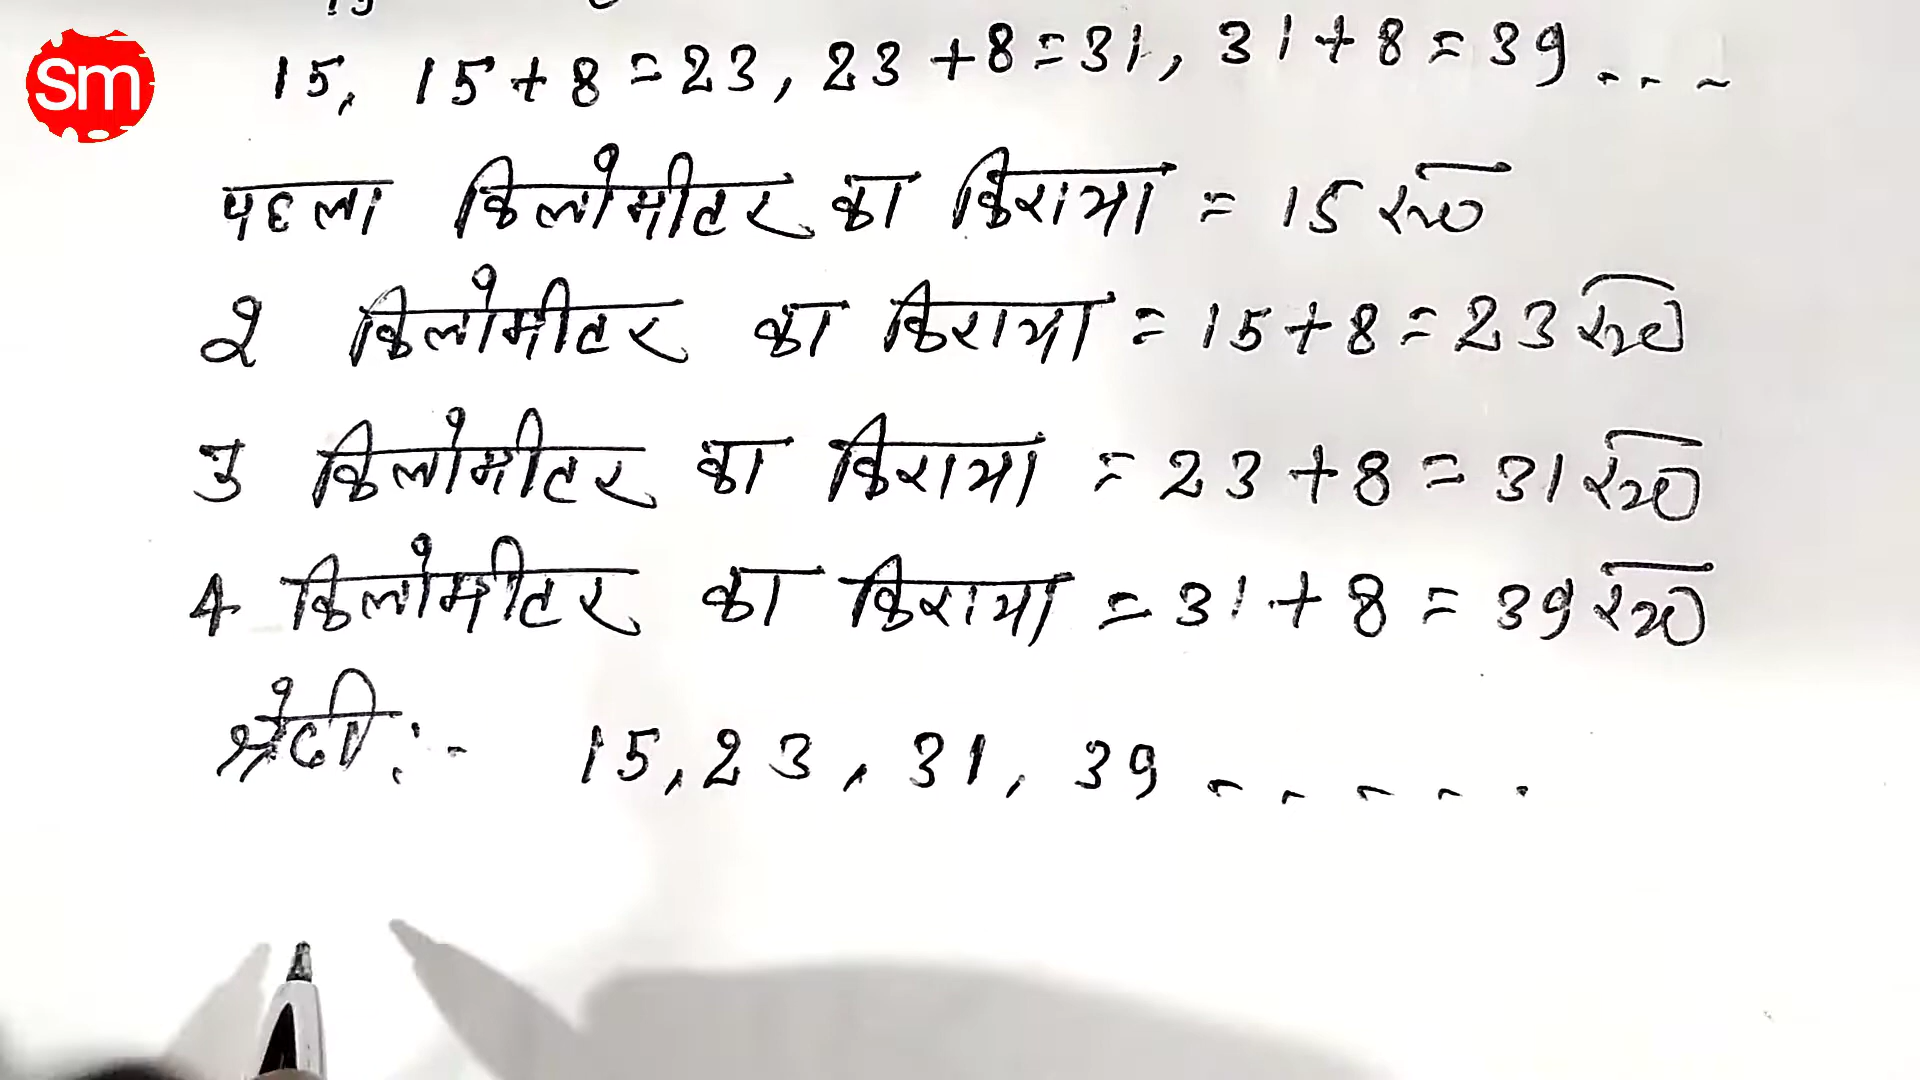 Sm
15, 15+8=23, 23+8=31, 31+8=39...
पहला किलोमीटर का किराया = 15 रू०
2 किलोमीटर का किराया = 15+8=23 रू०
3 किलोमीटर का किराया = 23+8=31 रू०
4 किलोमीटर का किराया = 31+8=39 रू०
श्रेढी:- 15, 23, 31, 39 .....